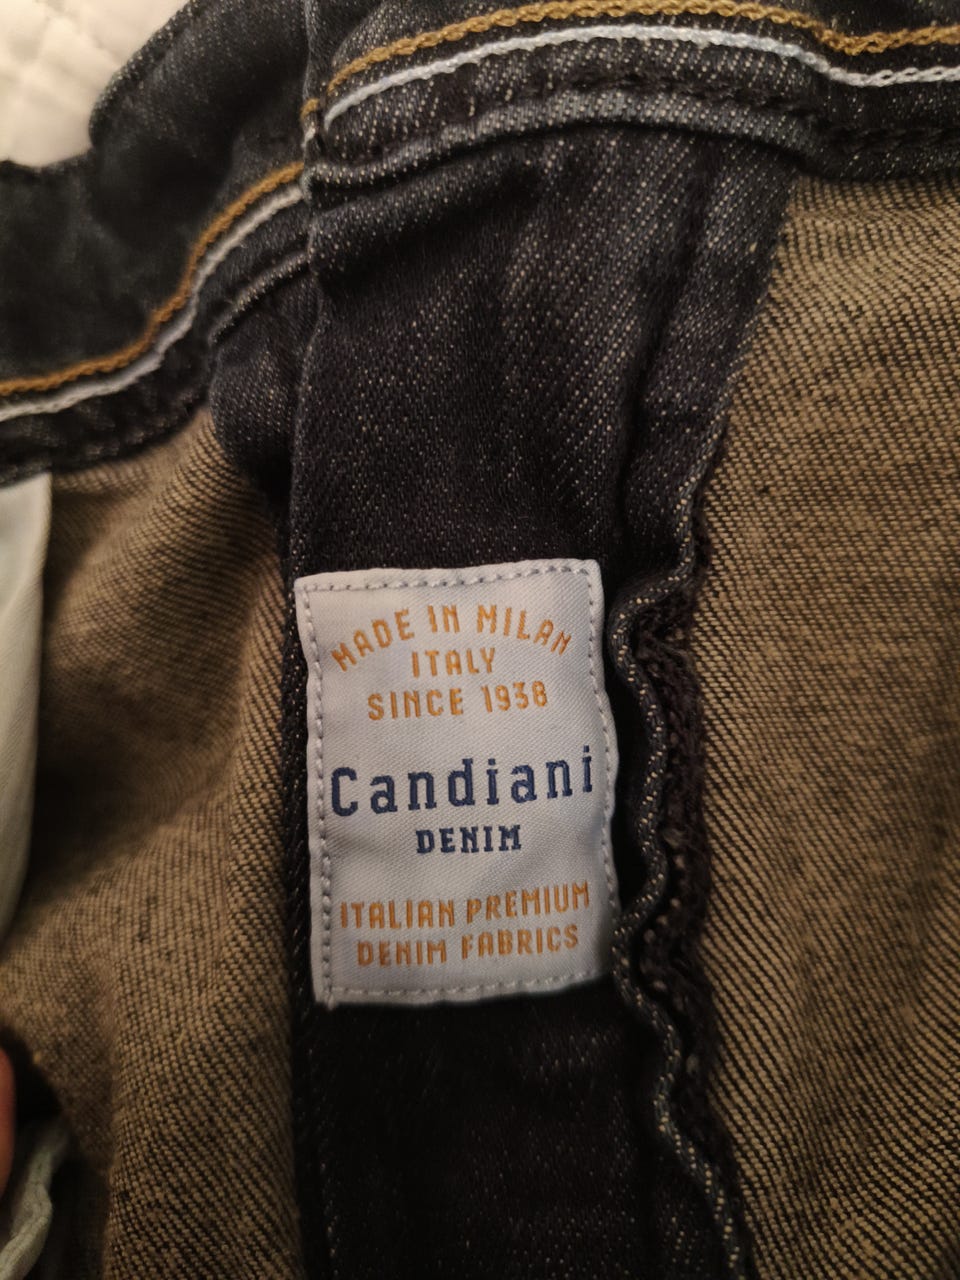 MADE IN MILAN
ITALY
SINCE 1938
Candiani
DENIM
ITALIAN PREMIUM
DENIM FABRICS